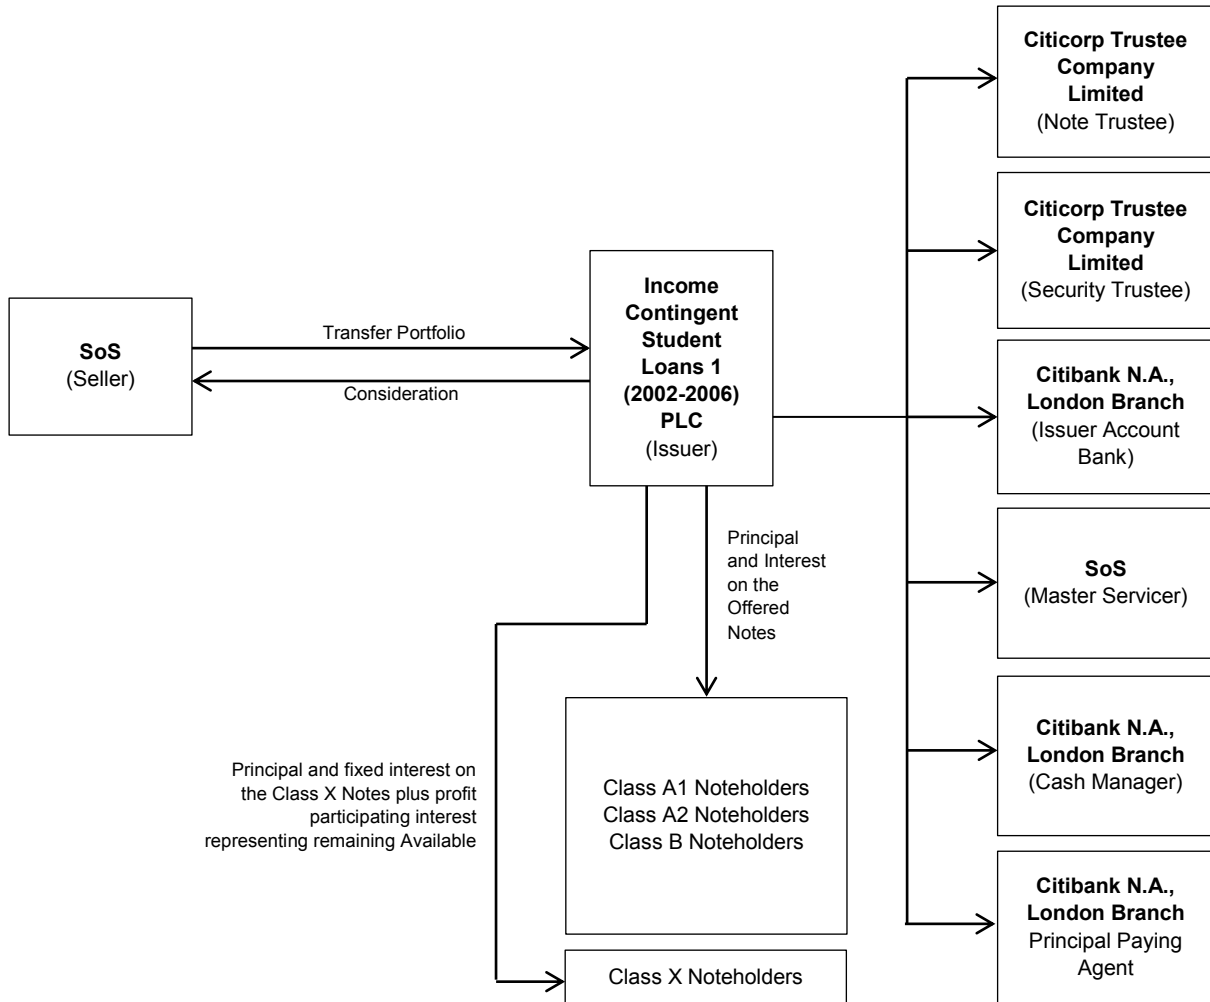 SoS
(Seller)
Transfer Portfolio
Consideration
Income
Contingent
Student
Loans 1
(2002-2006)
PLC
(Issuer)
Principal
and Interest
on the
Offered
Notes
Principal and fixed interest on
the Class X Notes plus profit
participating interest
representing remaining Available
Class A1 Noteholders
Class A2 Noteholders
Class B Noteholders
Class X Noteholders
Citicorp Trustee
Company
Limited
(Note Trustee)
Citicorp Trustee
Company
Limited
(Security Trustee)
Citibank N.A.,
London Branch
(Issuer Account
Bank)
SoS
(Master Servicer)
Citibank N.A.,
London Branch
(Cash Manager)
Citibank N.A.,
London Branch
Principal Paying
Agent